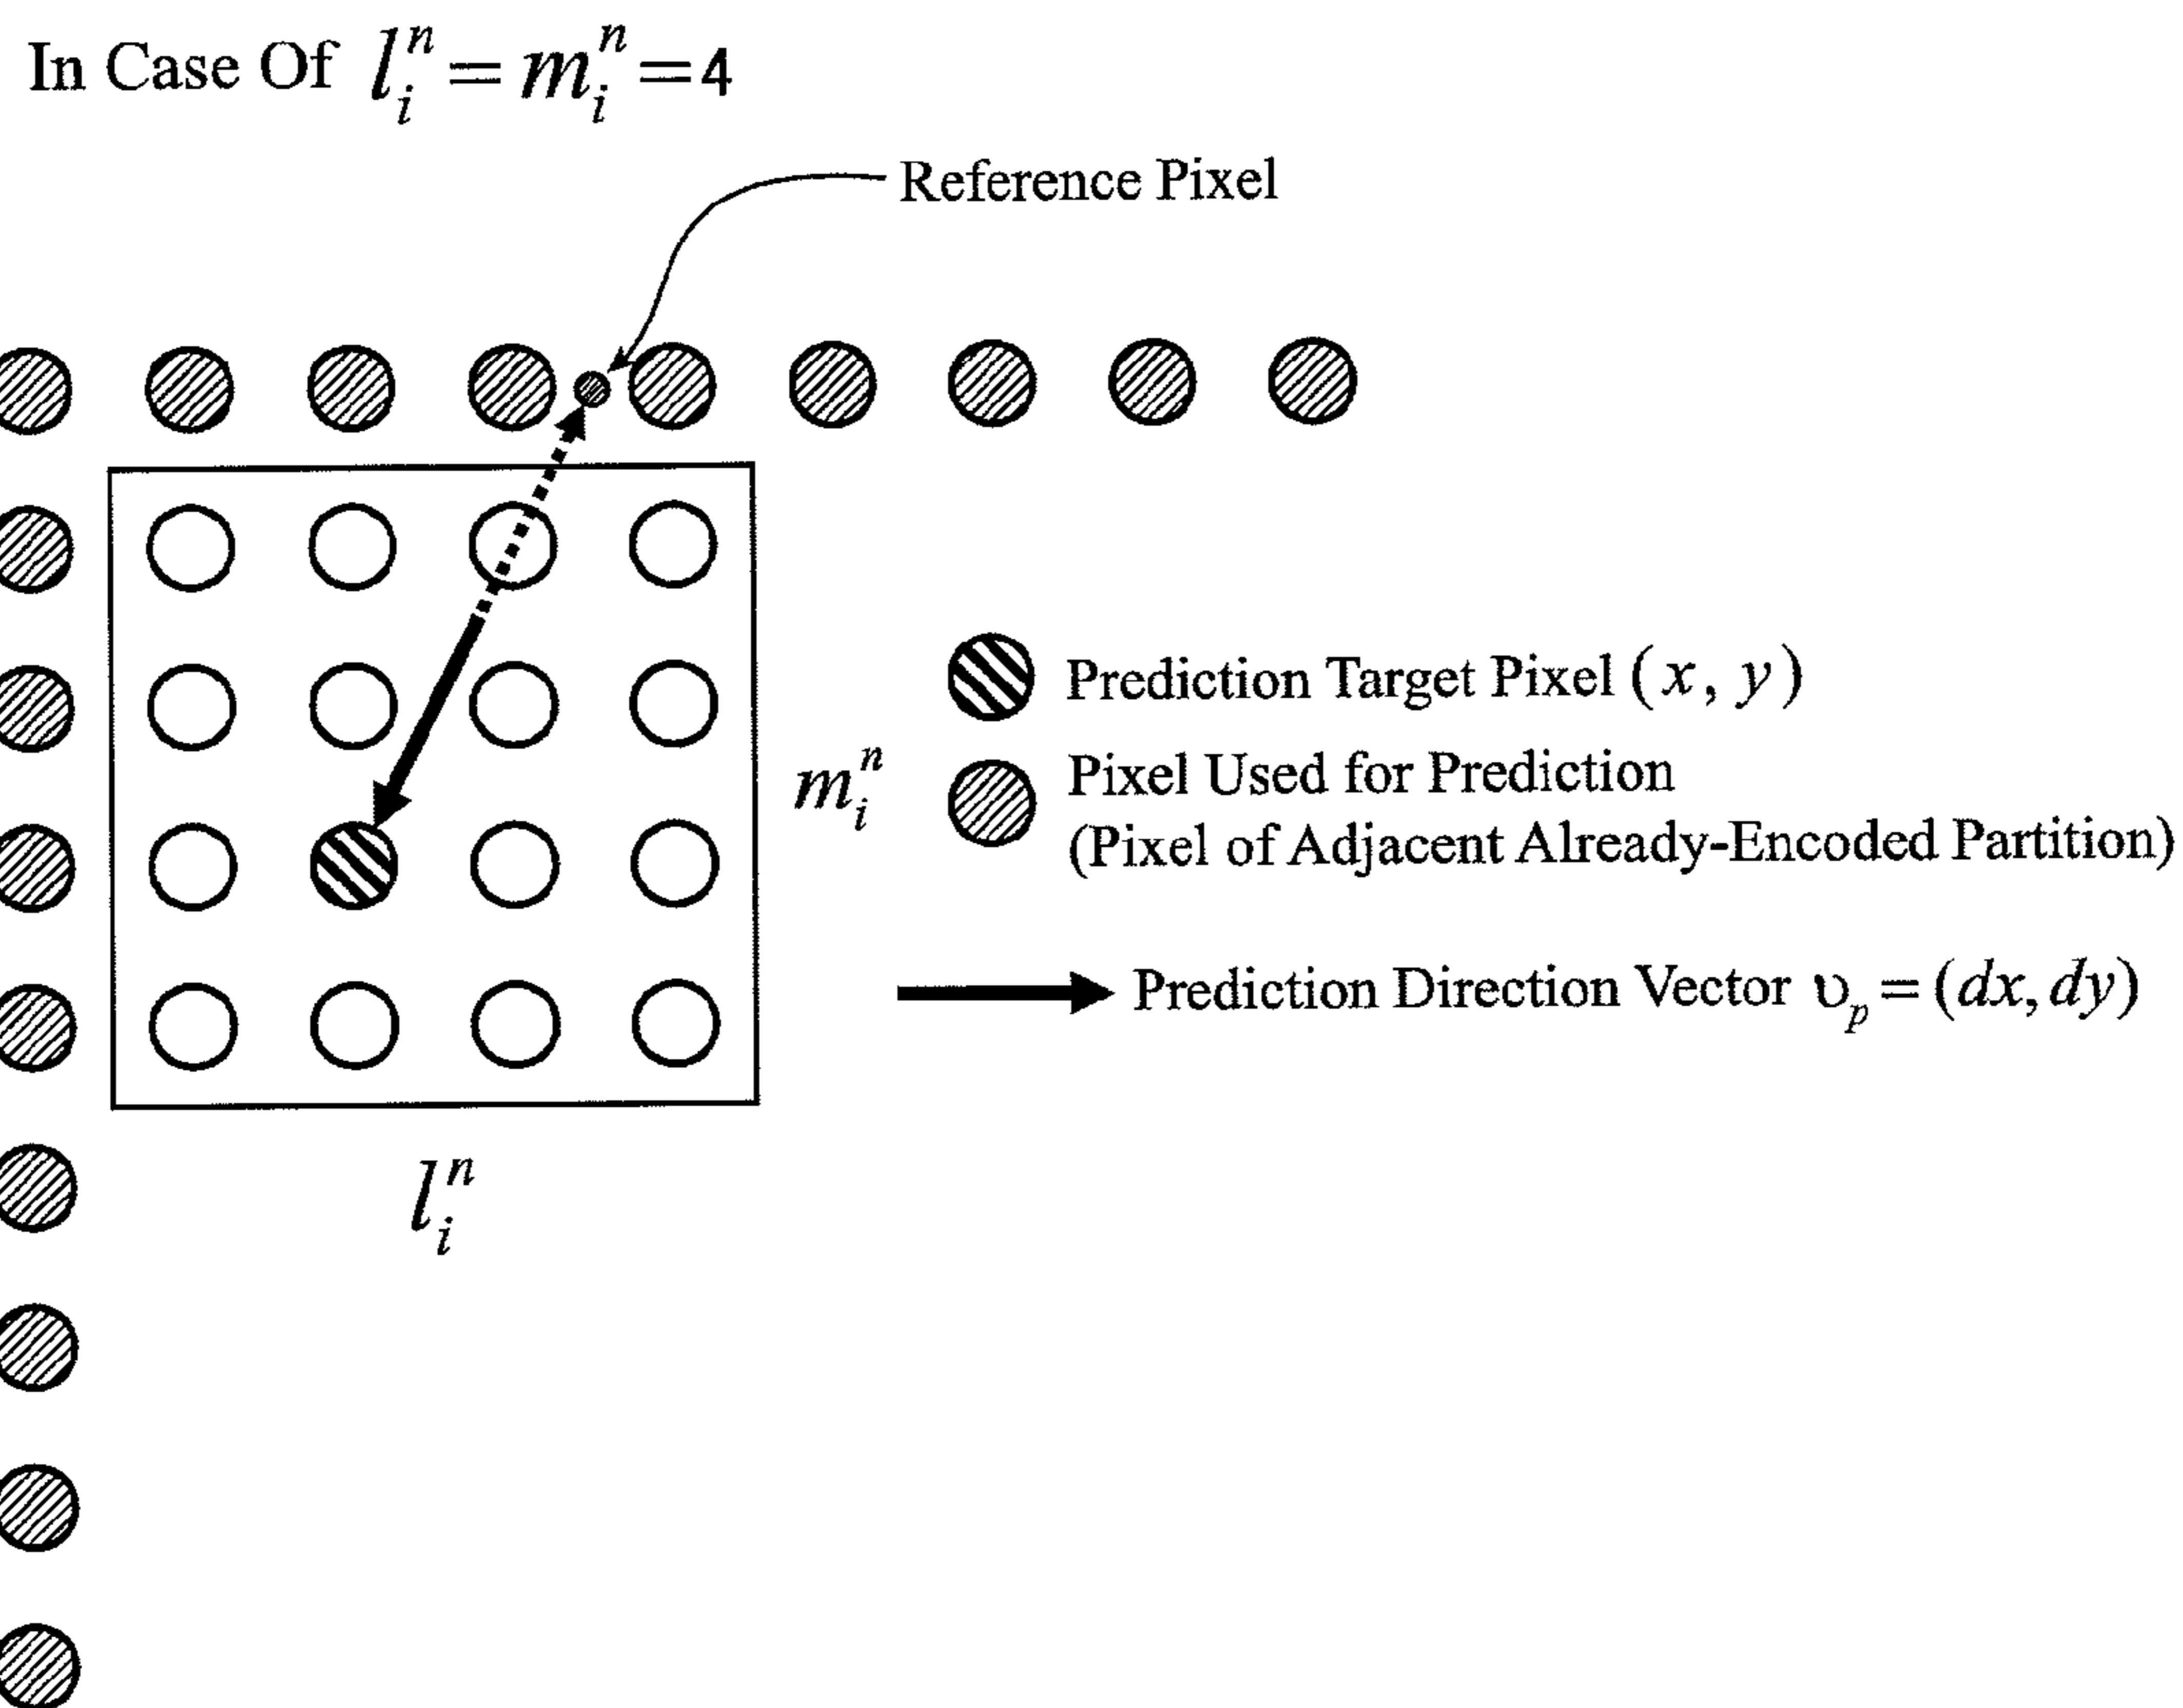 In Case Of l_i^n = m_i^n = 4
Reference Pixel
Prediction Target Pixel (x, y)
m_i^n
Pixel Used for Prediction
(Pixel of Adjacent Already-Encoded Partition)
Prediction Direction Vector υ_p = (dx, dy)
l_i^n